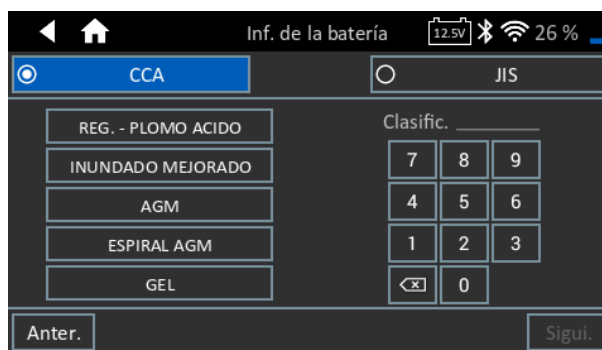 Inf. de la batería 12.5V 26 %
CCA JIS
REG. - PLOMO ACIDO
INUNDADO MEJORADO
AGM
ESPIRAL AGM
GEL
Clasific. ________
7 8 9
4 5 6
1 2 3
0
Anter. Sigui.